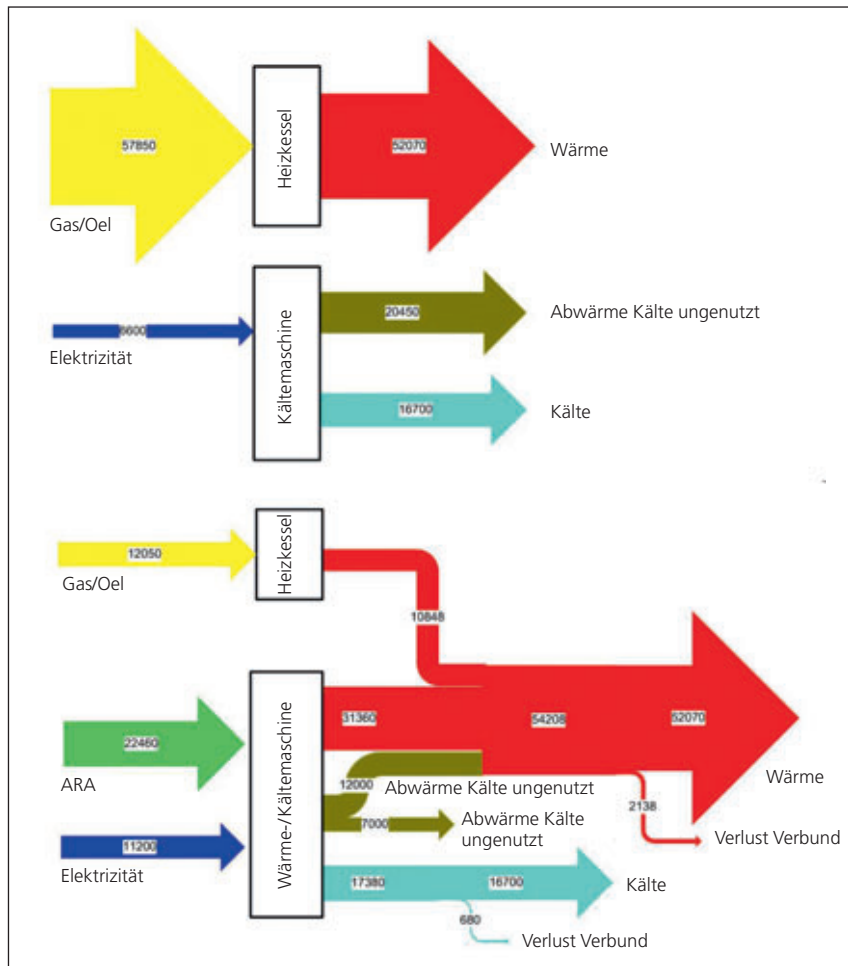 57850
Gas/Oel
Heizkessel
52070
Wärme
6600
Elektrizität
Kältemaschine
20450
Abwärme Kälte ungenutzt
16700
Kälte
12050
Gas/Oel
Heizkessel
10848
22460
ARA
11200
Elektrizität
Wärme-/Kältemaschine
31360
54208
52070
Wärme
12000
Abwärme Kälte ungenutzt
7000
Abwärme Kälte
ungenutzt
2138
Verlust Verbund
17380
16700
Kälte
680
Verlust Verbund